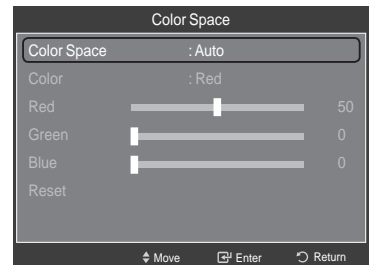 Color Space
Color Space : Auto
Color : Red
Red 50
Green 0
Blue 0
Reset
Move Enter Return